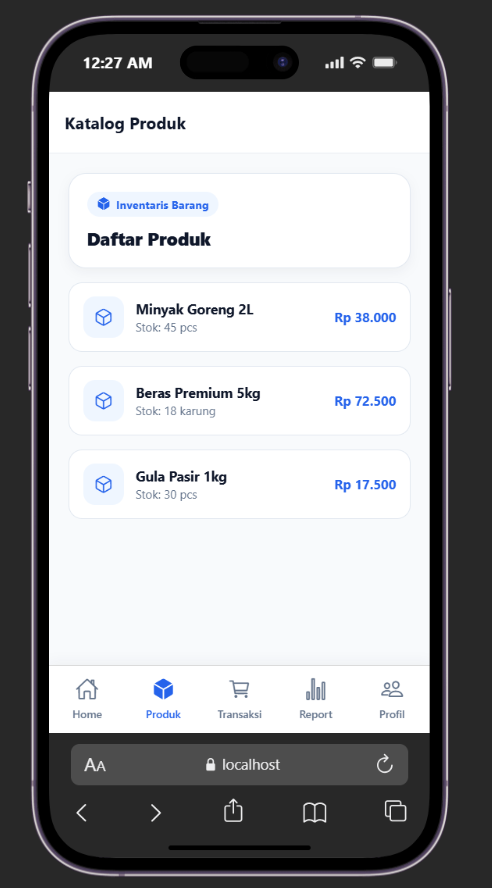 12:27 AM
Katalog Produk
Inventaris Barang
Daftar Produk
Minyak Goreng 2L
Stok: 45 pcs
Rp 38.000
Beras Premium 5kg
Stok: 18 karung
Rp 72.500
Gula Pasir 1kg
Stok: 30 pcs
Rp 17.500
Home
Produk
Transaksi
Report
Profil
AA
localhost